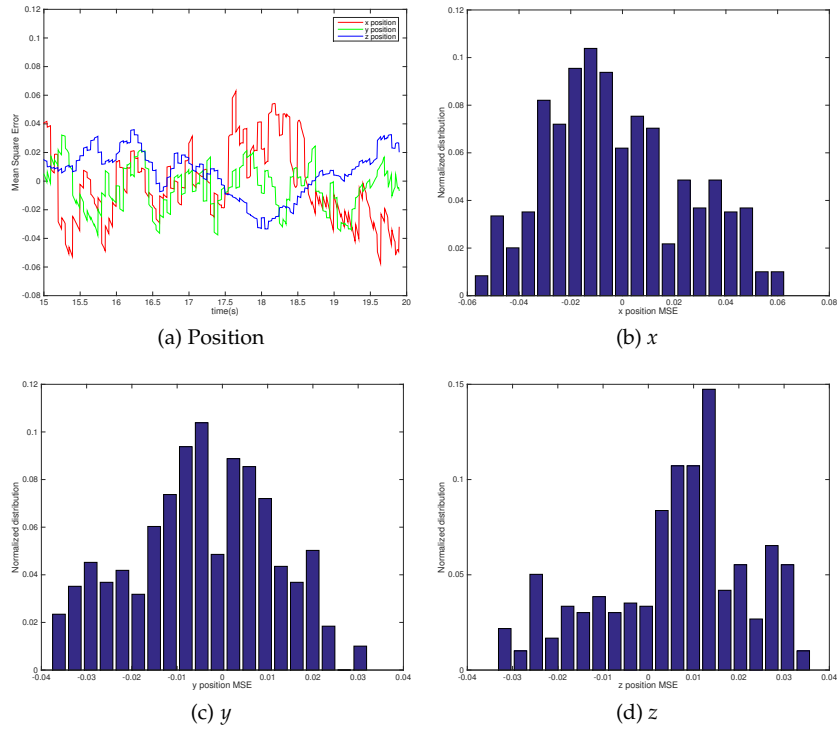 0.12
0.1
0.08
0.06
0.04
0.02
0
-0.02
-0.04
-0.06
-0.08
Mean Square Error
x position
y position
z position
15 15.5 16 16.5 17 17.5 18 18.5 19 19.5 20
time(s)
(a) Position
0.12
0.1
0.08
0.06
0.04
0.02
0
Normalized distribution
-0.06 -0.04 -0.02 0 0.02 0.04 0.06 0.08
x position MSE
(b) x
0.12
0.1
0.08
0.06
0.04
0.02
0
Normalized distribution
-0.04 -0.03 -0.02 -0.01 0 0.01 0.02 0.03 0.04
y position MSE
(c) y
0.15
0.1
0.05
0
Normalized distribution
-0.04 -0.03 -0.02 -0.01 0 0.01 0.02 0.03 0.04
z position MSE
(d) z